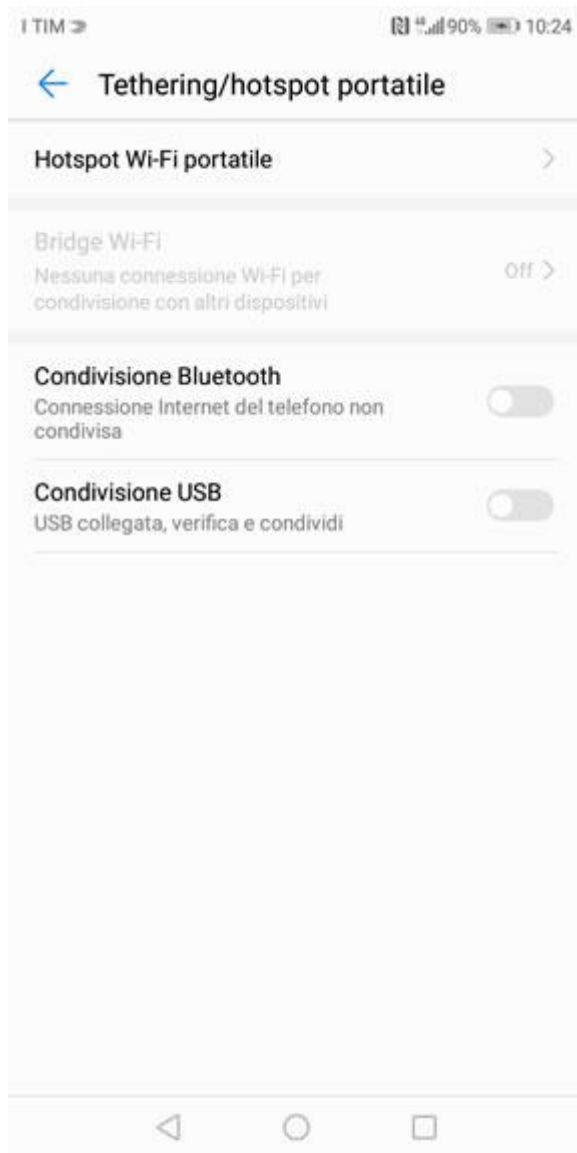 I TIM
90% 10:24
Tethering/hotspot portatile
Hotspot Wi-Fi portatile
Bridge Wi-Fi
Nessuna connessione Wi-Fi per
condivisione con altri dispositivi
Off
Condivisione Bluetooth
Connessione Internet del telefono non
condivisa
Condivisione USB
USB collegata, verifica e condividi